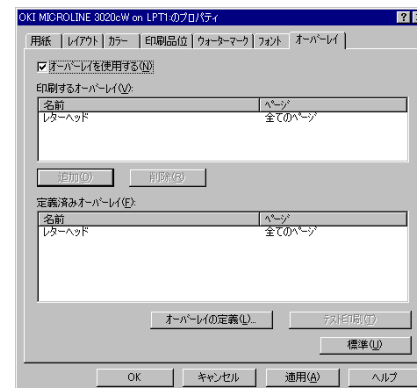 OKI MICROLINE 3020cW on LPT1:のプロパティ
用紙 レイアウト カラー 印刷品位 ウォーターマーク フォント オーバーレイ
オーバーレイを使用する(N)
印刷するオーバーレイ(V):
名前 ページ
レターヘッド 全てのページ
追加(D) 削除(R)
定義済みオーバーレイ(F):
名前 ページ
レターヘッド 全てのページ
オーバーレイの定義(L)... テスト印刷(T)
標準(U)
OK キャンセル 適用(A) ヘルプ